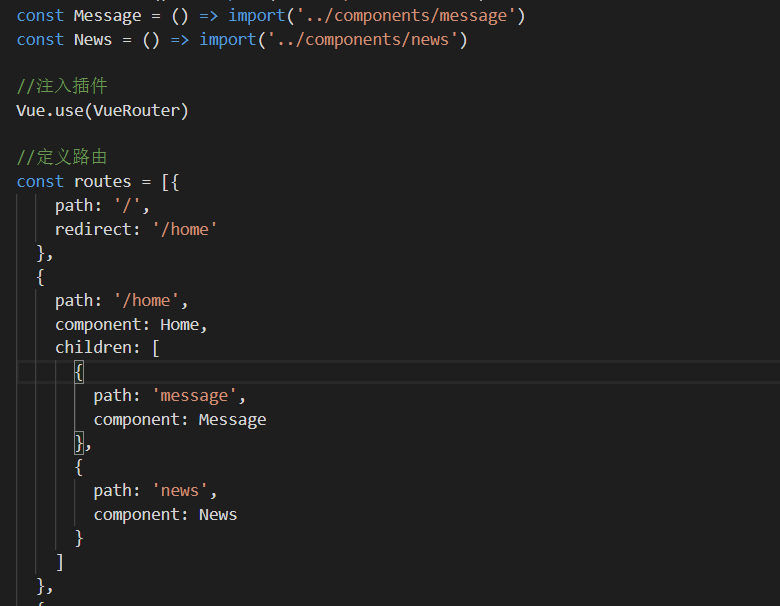 const Message = () => import('../components/message')
const News = () => import('../components/news')
//注入插件
Vue.use(VueRouter)
//定义路由
const routes = [{
path: '/',
redirect: '/home'
},
{
path: '/home',
component: Home,
children: [
{
path: 'message',
component: Message
},
{
path: 'news',
component: News
}
]
},